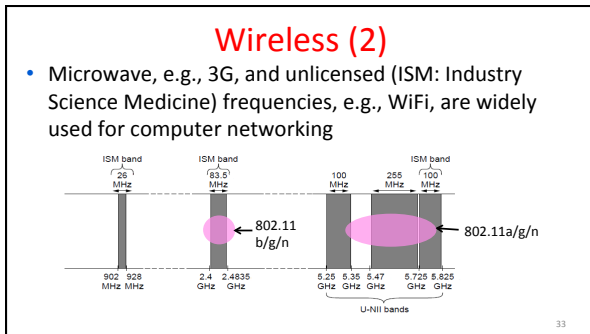 Wireless (2)
• Microwave, e.g., 3G, and unlicensed (ISM: Industry
Science Medicine) frequencies, e.g., WiFi, are widely
used for computer networking
ISM band
26
MHz
ISM band
83.5
MHz
100
MHz
255
MHz
ISM band
100
MHz
802.11
b/g/n
802.11a/g/n
902
MHz
928
MHz
2.4
GHz
2.4835
GHz
5.25
GHz
5.35
GHz
5.47
GHz
5.725
GHz
5.825
GHz
U-NII bands
33